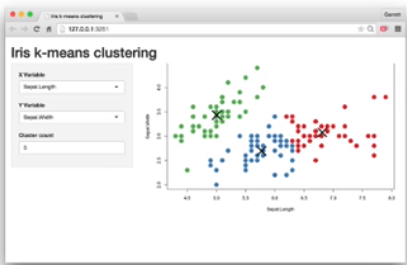 Iris k-means clustering
Garrett
127.0.0.1:3251
Iris k-means clustering
X Variable
Sepal.Length
Y Variable
Sepal.Width
Cluster count
Sepal.Width
2.0 2.5 3.0 3.5 4.0
4.5 5.0 5.5 6.0 6.5 7.0 7.5 8.0
Sepal.Length